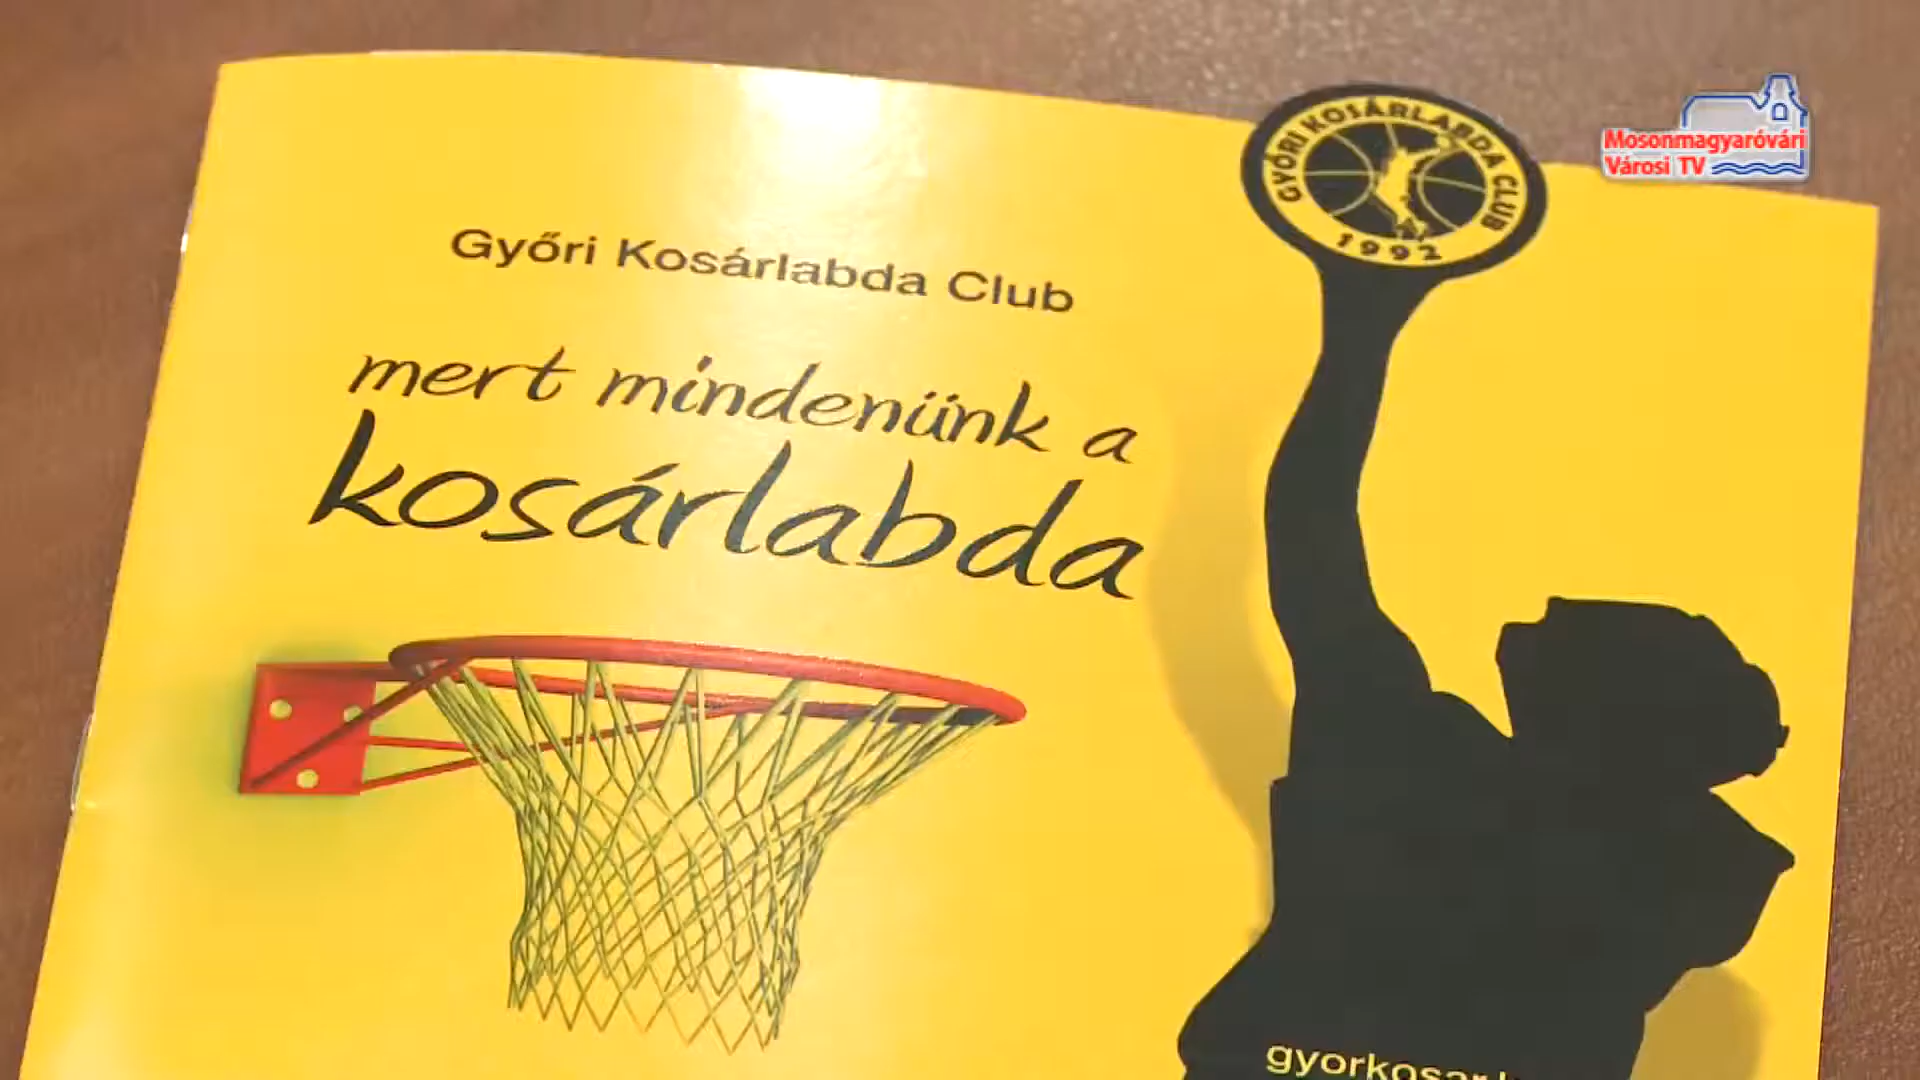 Győri Kosárlabda Club
mert mindenünk a
kosárlabda
GYŐRI KOSÁRLABDA CLUB
1992
Mosonmagyaróvári
Városi TV